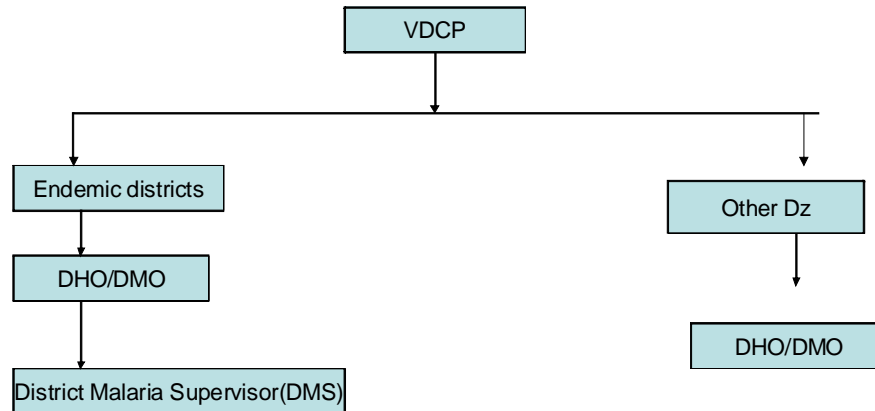 VDCP
Endemic districts
Other Dz
DHO/DMO
DHO/DMO
District Malaria Supervisor(DMS)